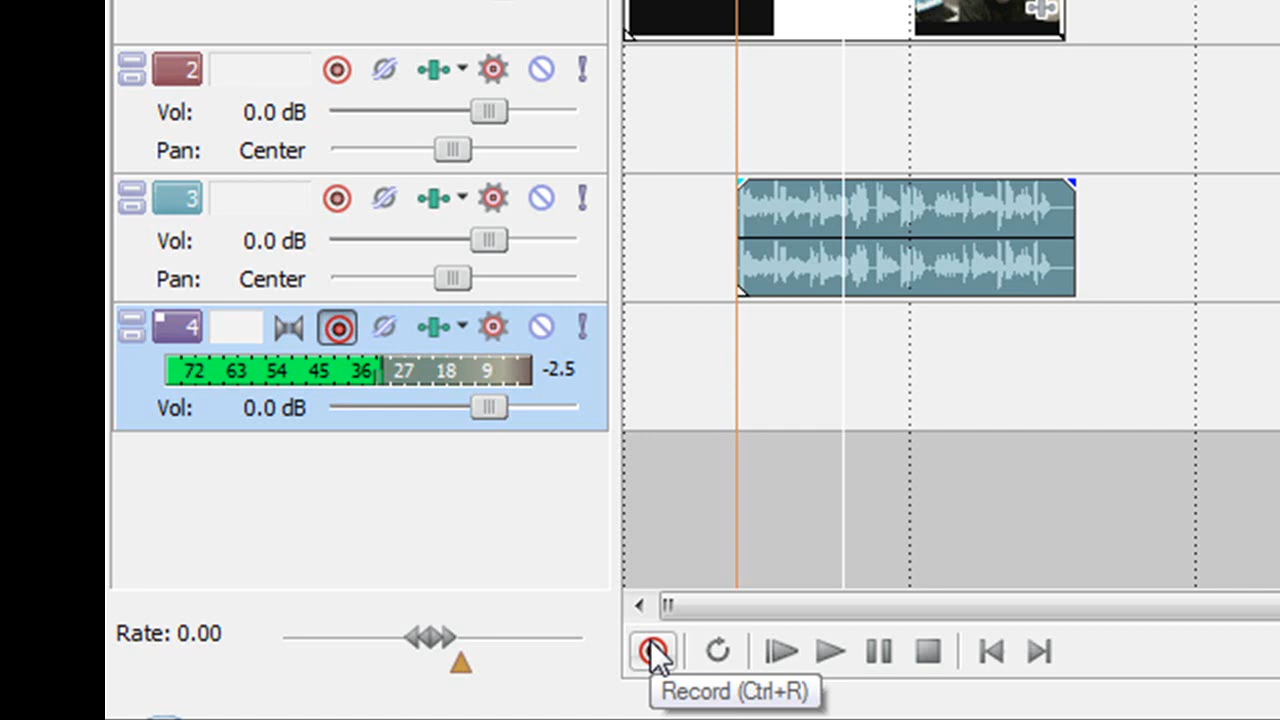 2
Vol: 0.0 dB
Pan: Center
3
Vol: 0.0 dB
Pan: Center
4
72 63 54 45 36 27 18 9 -2.5
Vol: 0.0 dB
Rate: 0.00
Record (Ctrl+R)